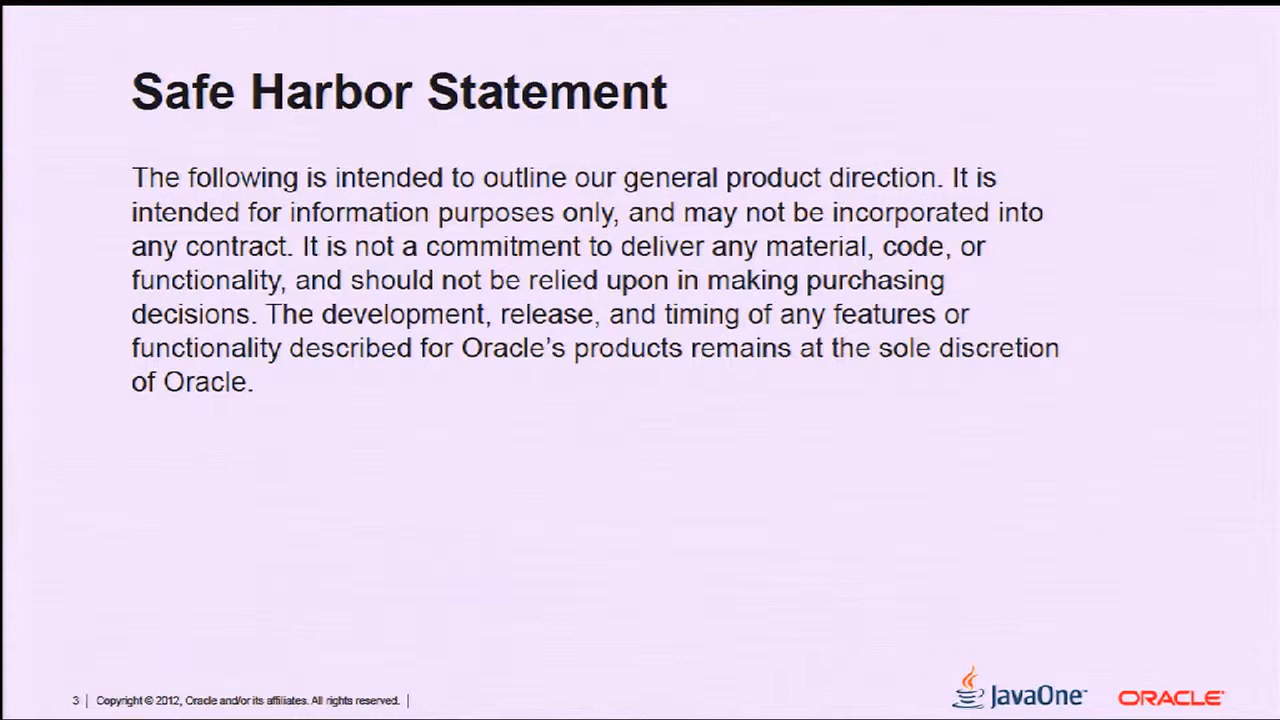 Safe Harbor Statement
The following is intended to outline our general product direction. It is
intended for information purposes only, and may not be incorporated into
any contract. It is not a commitment to deliver any material, code, or
functionality, and should not be relied upon in making purchasing
decisions. The development, release, and timing of any features or
functionality described for Oracle’s products remains at the sole discretion
of Oracle.
3 | Copyright © 2012, Oracle and/or its affiliates. All rights reserved. |
JavaOne™
ORACLE®